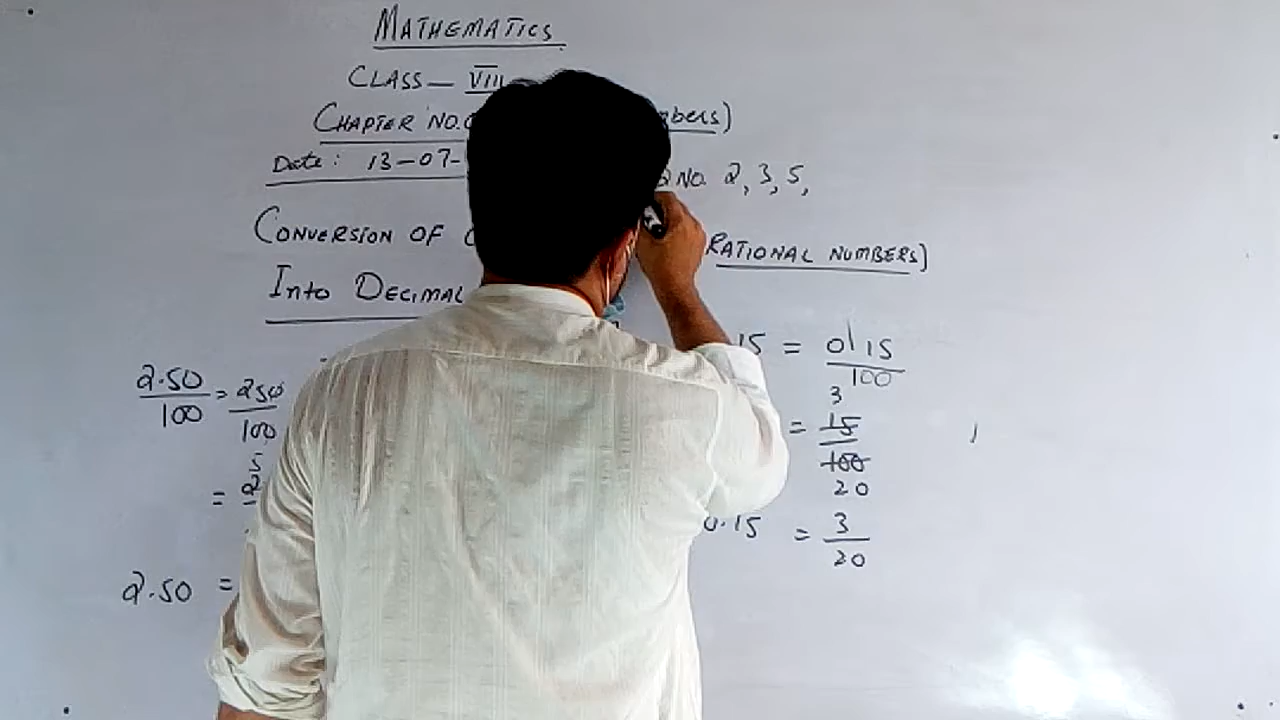 MATHEMATICS
CLASS — VIII
CHAPTER NO.
Date: 13-07-
Q NO. 2, 3, 5,
CONVERSION OF
RATIONAL NUMBERS)
Into DECIMAL
2.50 / 100 = 250 / 100
=
2.50 =
15 = 0|15 / 100
3
= 15 / 100
20
0.15 = 3 / 20